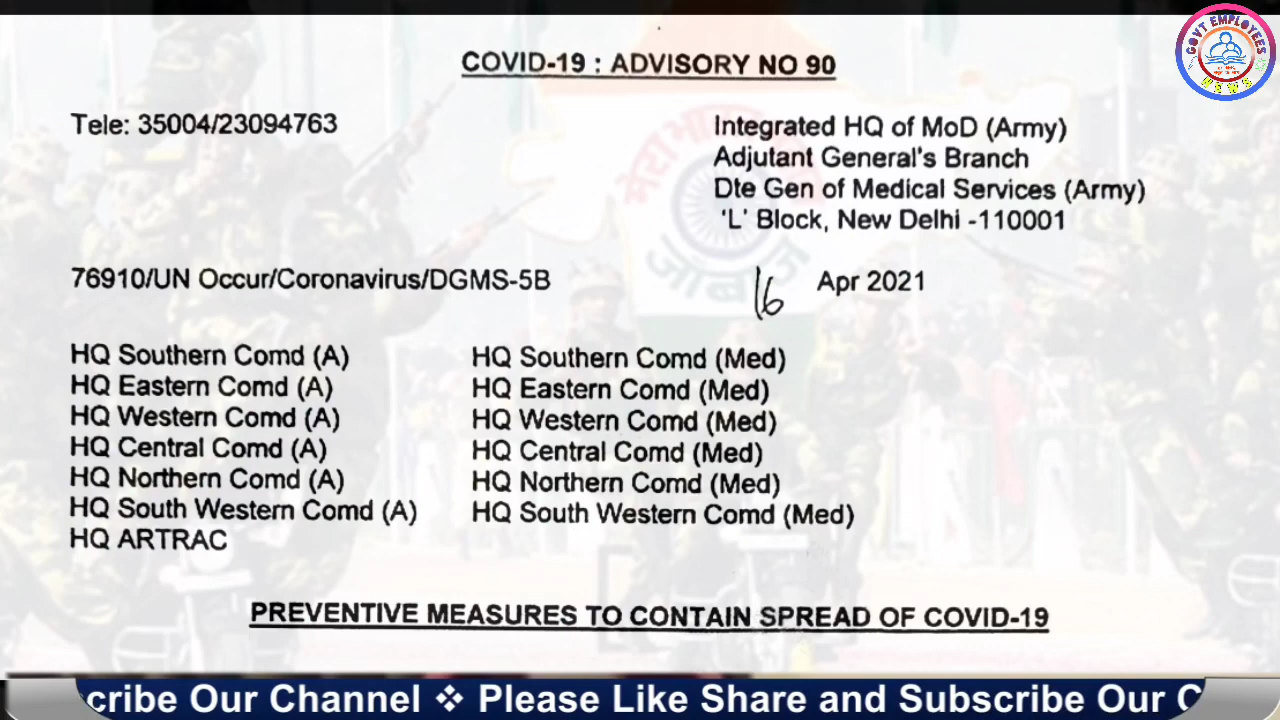 COVID-19 : ADVISORY NO 90
GOVT EMPLOYEES
NEWS
Tele: 35004/23094763
Integrated HQ of MoD (Army)
Adjutant General's Branch
Dte Gen of Medical Services (Army)
'L' Block, New Delhi -110001
मेरा भा
जवान
76910/UN Occur/Coronavirus/DGMS-5B
16 Apr 2021
HQ Southern Comd (A)
HQ Eastern Comd (A)
HQ Western Comd (A)
HQ Central Comd (A)
HQ Northern Comd (A)
HQ South Western Comd (A)
HQ ARTRAC
HQ Southern Comd (Med)
HQ Eastern Comd (Med)
HQ Western Comd (Med)
HQ Central Comd (Med)
HQ Northern Comd (Med)
HQ South Western Comd (Med)
PREVENTIVE MEASURES TO CONTAIN SPREAD OF COVID-19
cribe Our Channel ❖ Please Like Share and Subscribe Our C